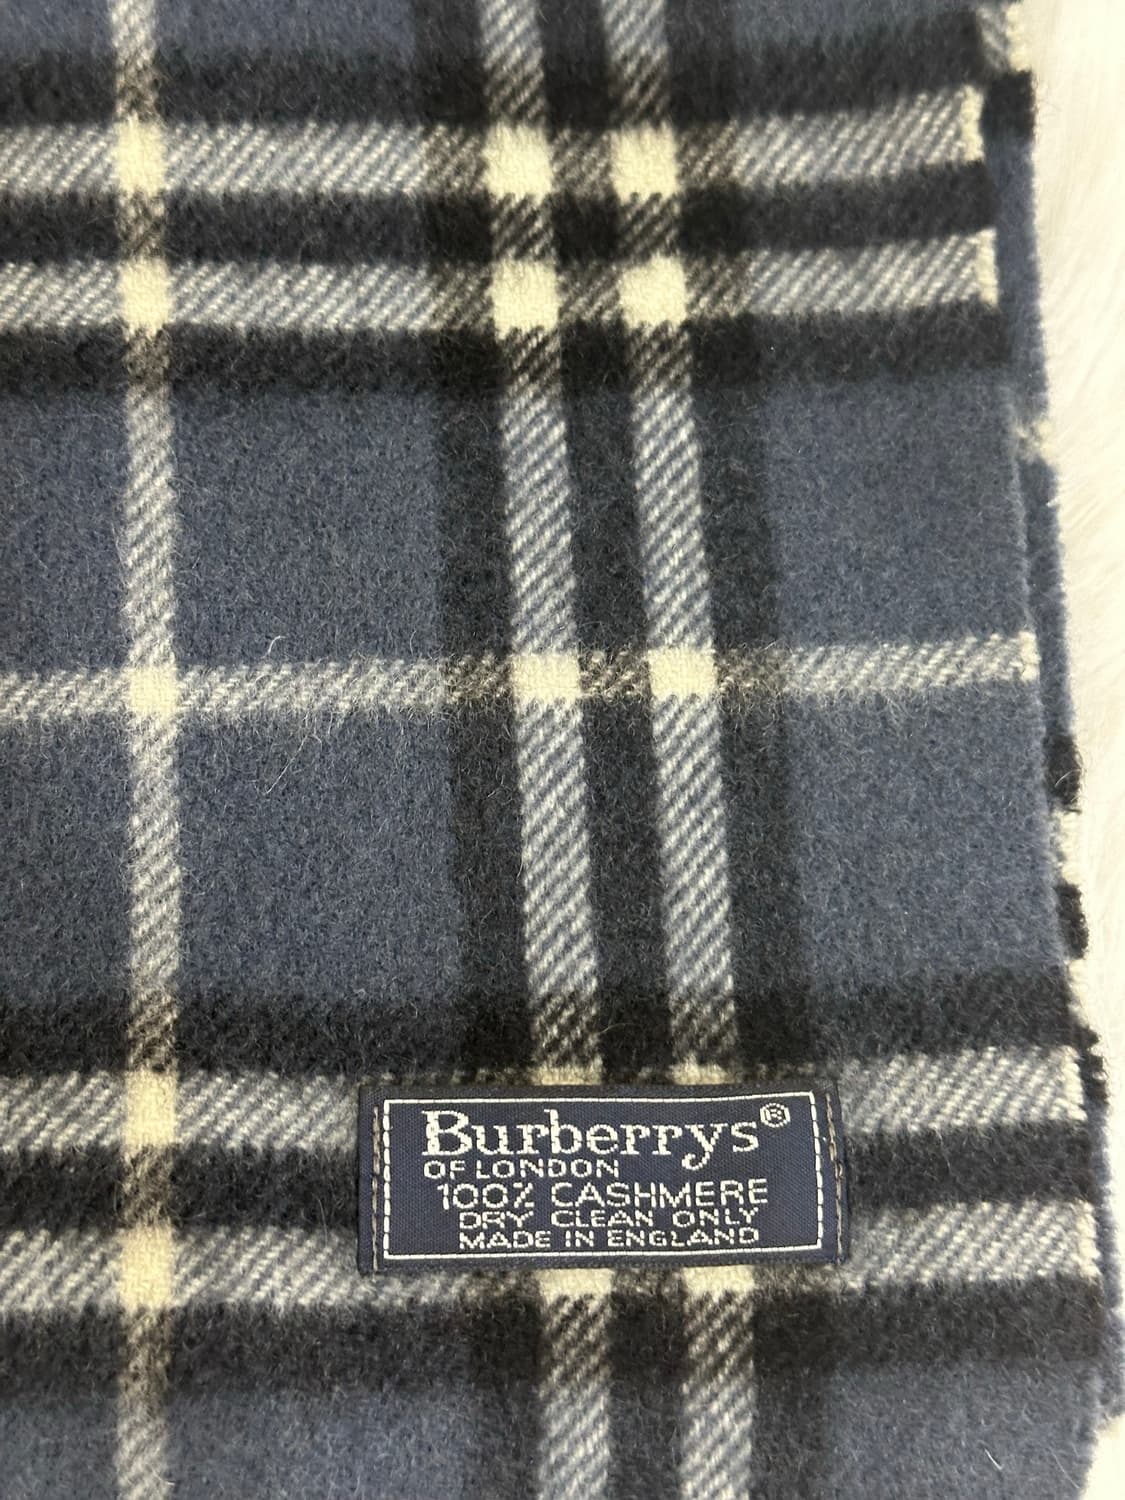 Burberrys®
OF LONDON
100% CASHMERE
DRY CLEAN ONLY
MADE IN ENGLAND